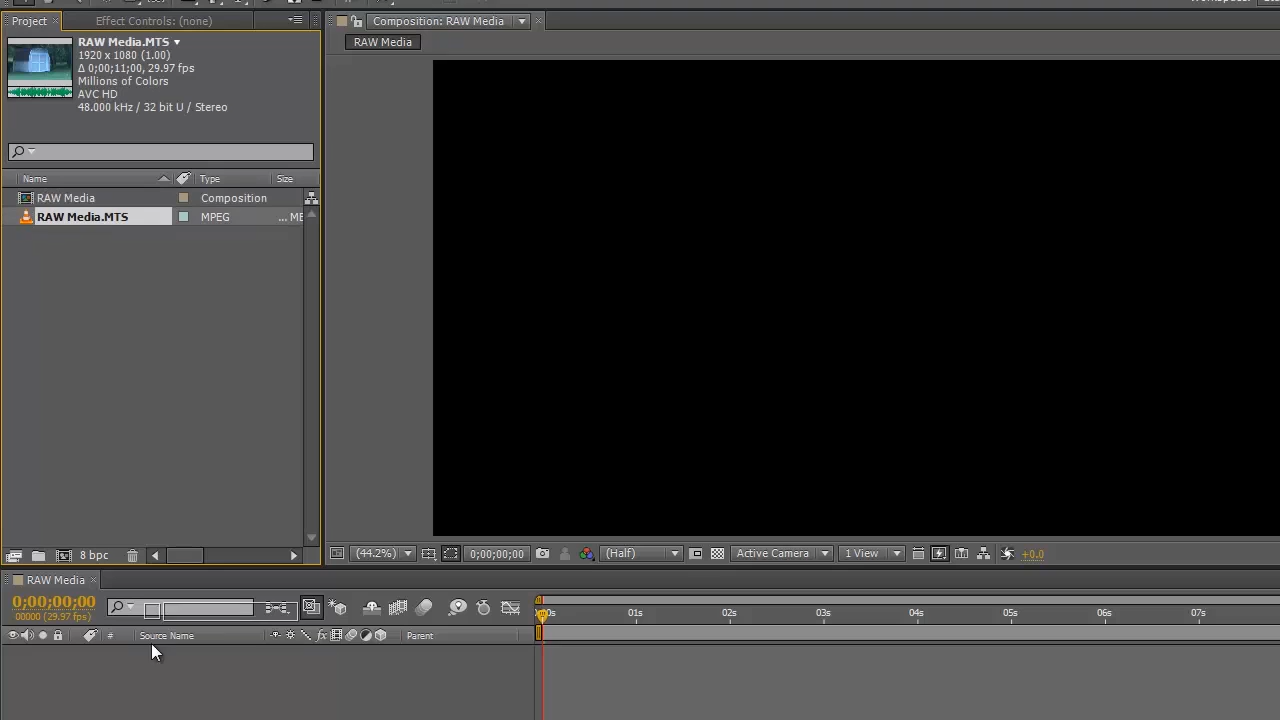 Project
Effect Controls: (none)
Composition: RAW Media
RAW Media
RAW Media.MTS
1920 x 1080 (1.00)
Δ 0;00;11;00, 29.97 fps
Millions of Colors
AVC HD
48.000 kHz / 32 bit U / Stereo
Name
Type
Size
RAW Media
Composition
RAW Media.MTS
MPEG
... ME
8 bpc
(44.2%)
0;00;00;00
(Half)
Active Camera
1 View
+0.0
RAW Media
0;00;00;00
00000 (29.97 fps)
01s
02s
03s
04s
05s
06s
07s
#
Source Name
fx
Parent